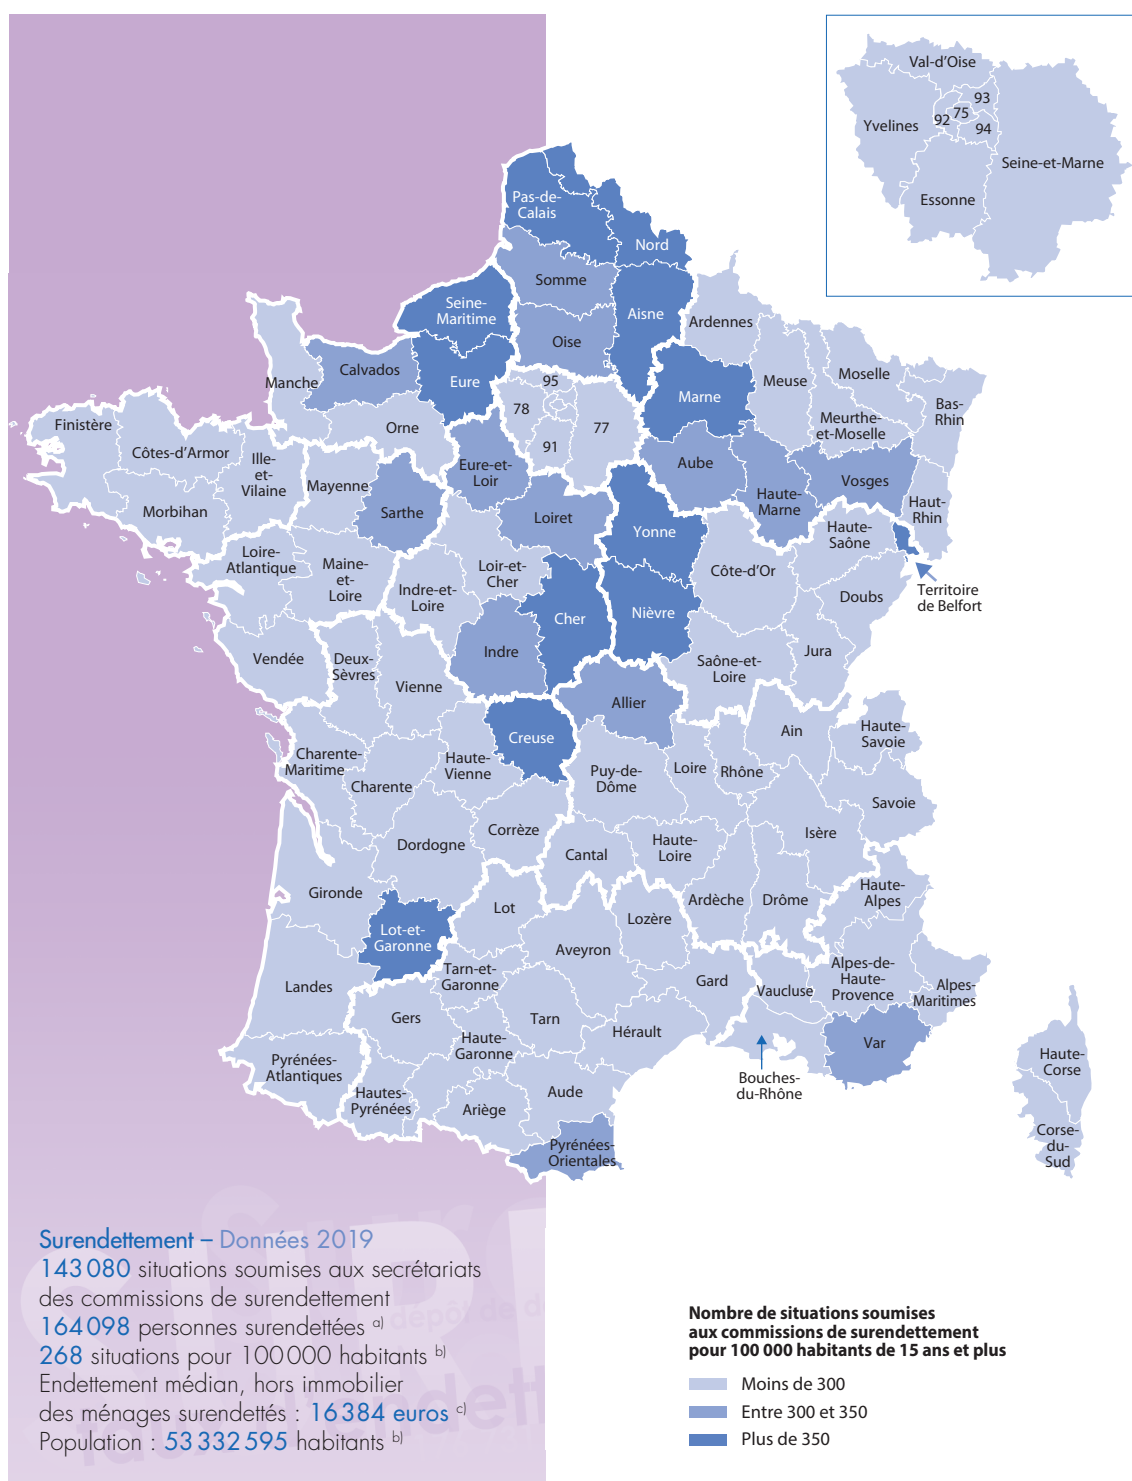 Val-d'Oise
93
75
92
94
Yvelines
Seine-et-Marne
Essonne
Pas-de-
Calais
Nord
Somme
Seine-
Maritime
Aisne
Ardennes
Oise
Calvados
Eure
Manche
95
78
77
91
Marne
Meuse
Moselle
Meurthe-
et-Moselle
Bas-
Rhin
Finistère
Orne
Côtes-d'Armor
Ille-
et-
Vilaine
Mayenne
Eure-et-
Loir
Aube
Vosges
Haute-
Marne
Haut-
Rhin
Morbihan
Sarthe
Loiret
Yonne
Haute-
Saône
Loire-
Atlantique
Maine-
et-
Loire
Loir-et-
Cher
Indre-et-
Loire
Côte-d'Or
Doubs
Territoire
de Belfort
Cher
Nièvre
Vendée
Deux-
Sèvres
Vienne
Indre
Saône-et-
Loire
Jura
Allier
Creuse
Ain
Haute-
Savoie
Charente-
Maritime
Charente
Haute-
Vienne
Puy-de-
Dôme
Loire
Rhône
Savoie
Isère
Corrèze
Dordogne
Cantal
Haute-
Loire
Gironde
Lot
Ardèche
Drôme
Haute-
Alpes
Lot-et-
Garonne
Lozère
Aveyron
Landes
Tarn-et-
Garonne
Gard
Vaucluse
Alpes-de-
Haute-
Provence
Alpes-
Maritimes
Gers
Tarn
Hérault
Haute-
Garonne
Var
Pyrénées-
Atlantiques
Hautes-
Pyrénées
Ariège
Aude
Bouches-
du-Rhône
Haute-
Corse
Pyrénées-
Orientales
Corse-
du-
Sud
Surendettement – Données 2019
143 080 situations soumises aux secrétariats
des commissions de surendettement
164 098 personnes surendettées a)
268 situations pour 100 000 habitants b)
Endettement médian, hors immobilier
des ménages surendettés : 16 384 euros c)
Population : 53 332 595 habitants b)
Nombre de situations soumises
aux commissions de surendettement
pour 100 000 habitants de 15 ans et plus
Moins de 300
Entre 300 et 350
Plus de 350